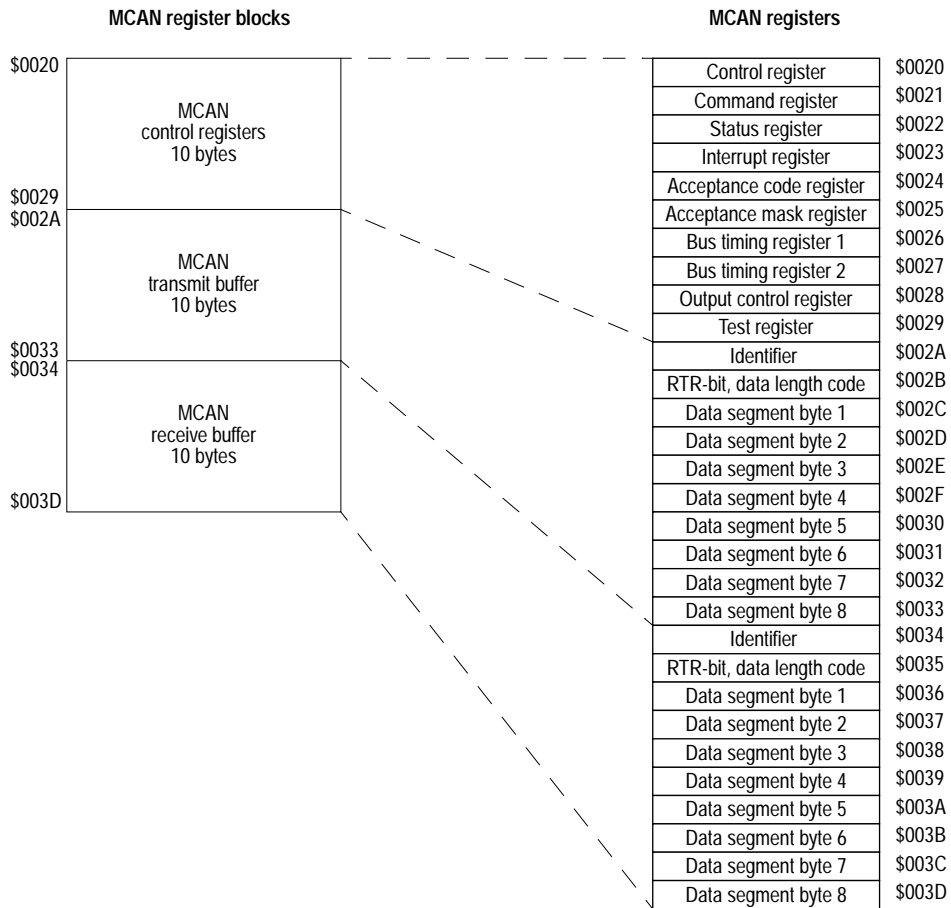 MCAN register blocks
$0020
MCAN
control registers
10 bytes
$0029
$002A
MCAN
transmit buffer
10 bytes
$0033
$0034
MCAN
receive buffer
10 bytes
$003D
MCAN registers
Control register $0020
Command register $0021
Status register $0022
Interrupt register $0023
Acceptance code register $0024
Acceptance mask register $0025
Bus timing register 1 $0026
Bus timing register 2 $0027
Output control register $0028
Test register $0029
Identifier $002A
RTR-bit, data length code $002B
Data segment byte 1 $002C
Data segment byte 2 $002D
Data segment byte 3 $002E
Data segment byte 4 $002F
Data segment byte 5 $0030
Data segment byte 6 $0031
Data segment byte 7 $0032
Data segment byte 8 $0033
Identifier $0034
RTR-bit, data length code $0035
Data segment byte 1 $0036
Data segment byte 2 $0037
Data segment byte 3 $0038
Data segment byte 4 $0039
Data segment byte 5 $003A
Data segment byte 6 $003B
Data segment byte 7 $003C
Data segment byte 8 $003D